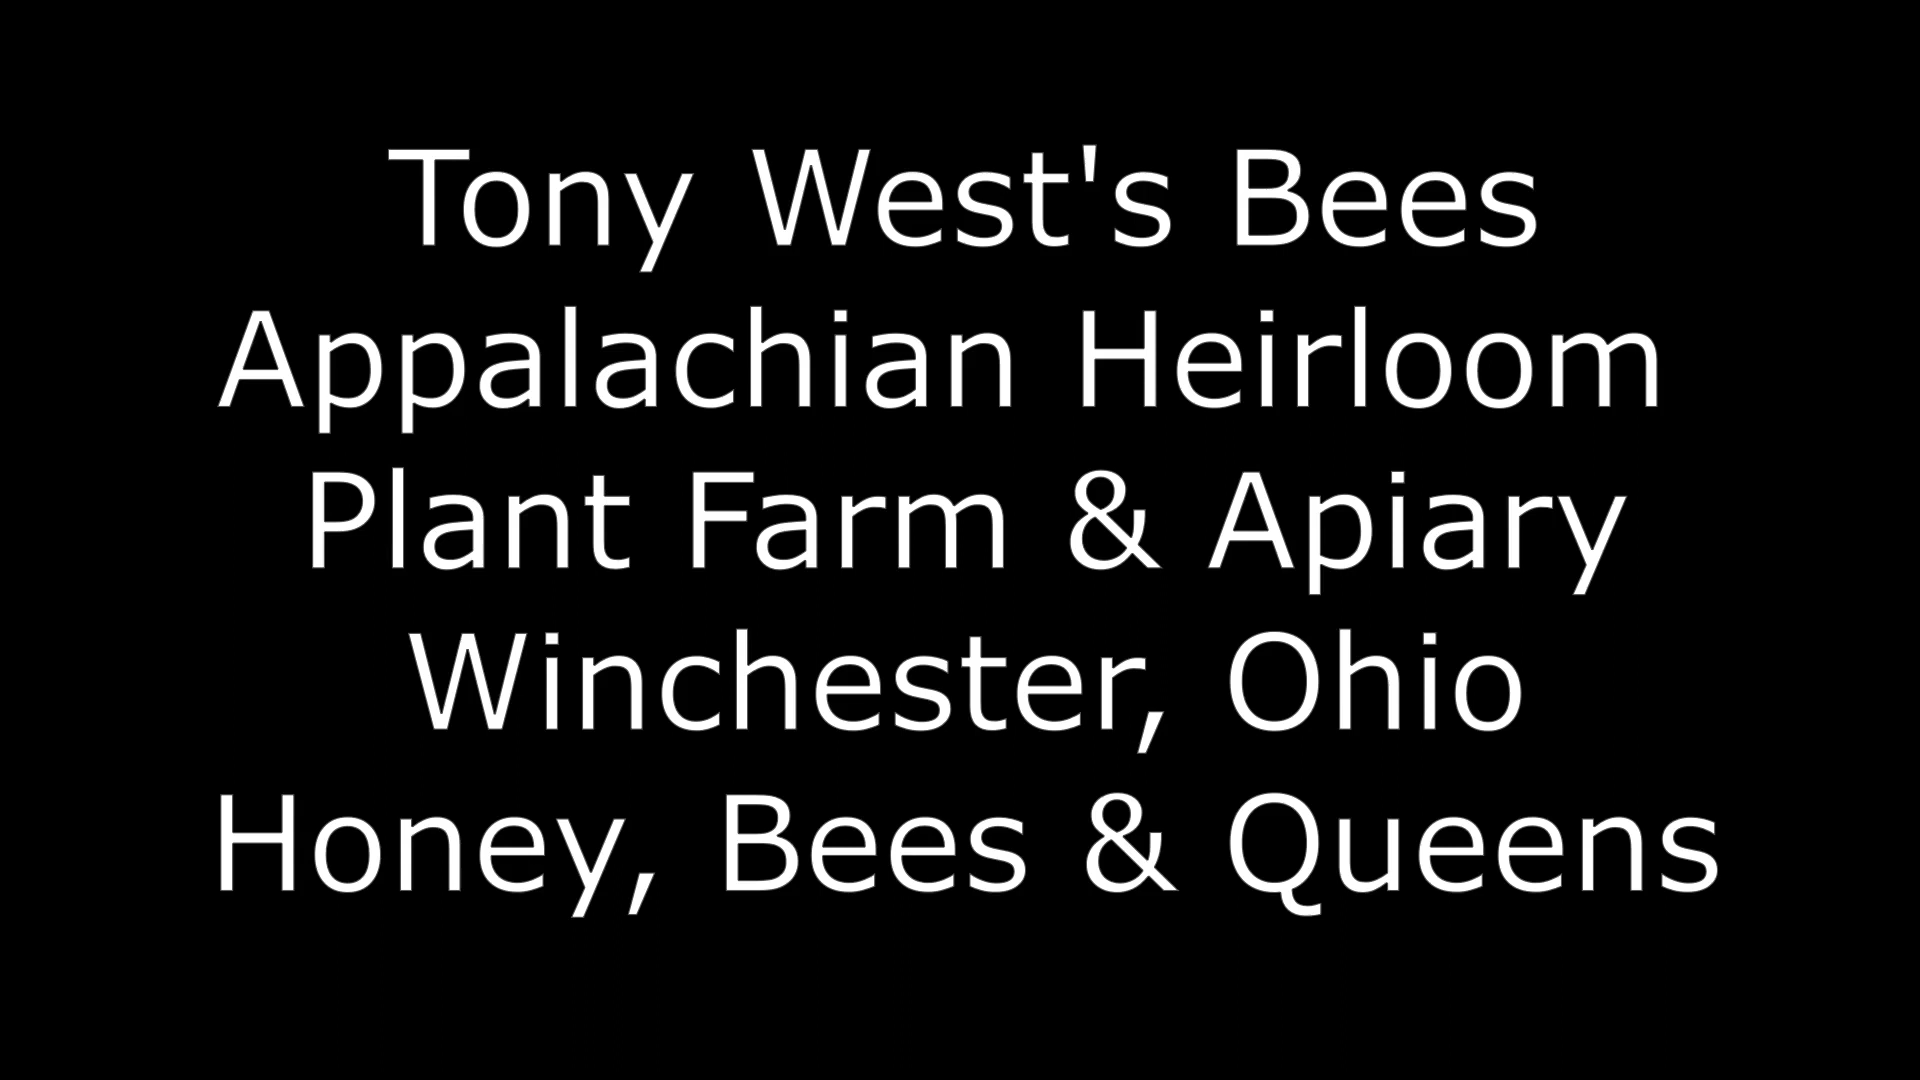 Tony West's Bees
Appalachian Heirloom
Plant Farm & Apiary
Winchester, Ohio
Honey, Bees & Queens